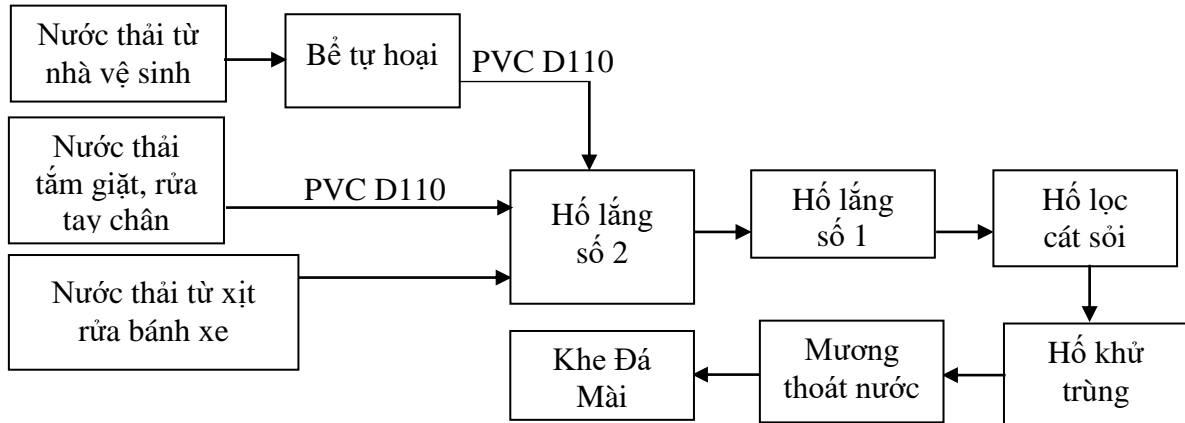 Nước thải từ
nhà vệ sinh
Bể tự hoại
PVC D110
Nước thải
tắm giặt, rửa
tay chân
PVC D110
Hố lắng
số 2
Hố lắng
số 1
Hố lọc
cát sỏi
Nước thải từ xịt
rửa bánh xe
Khe Đá
Mài
Mương
thoát nước
Hố khử
trùng